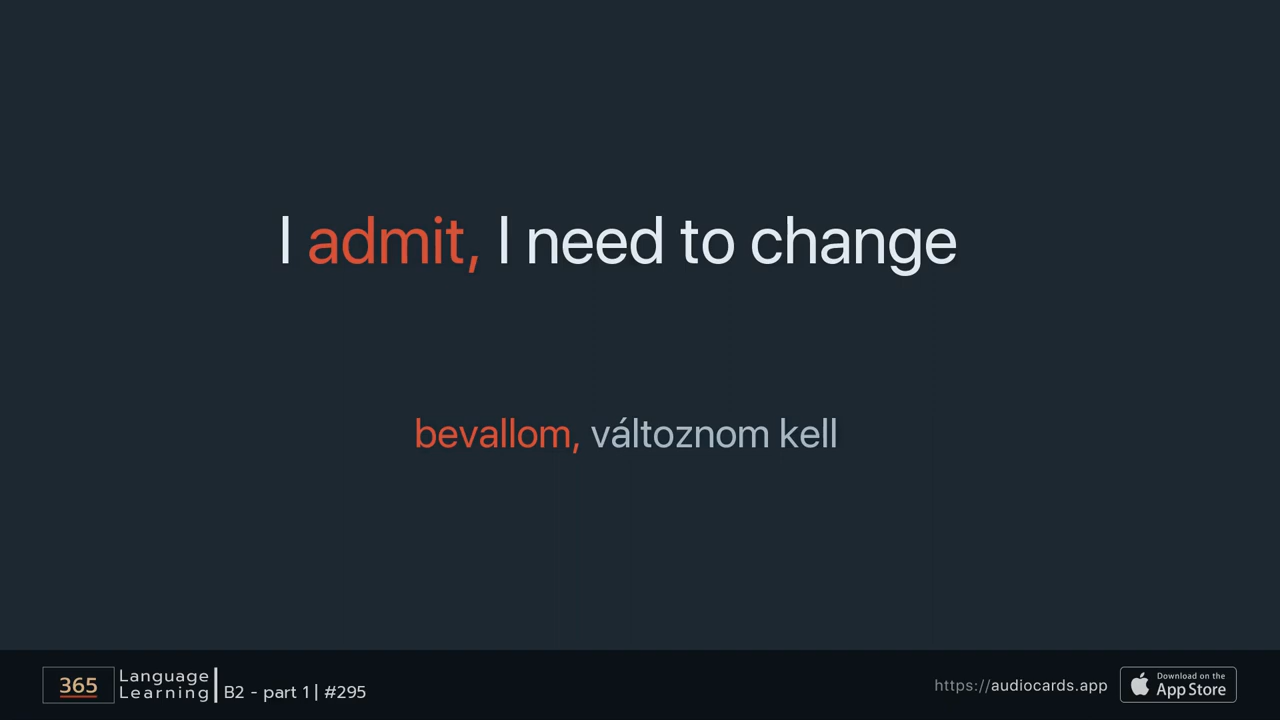 I admit, I need to change
bevallom, változnom kell
365
Language
Learning
B2 - part 1 | #295
https://audiocards.app
Download on the
App Store